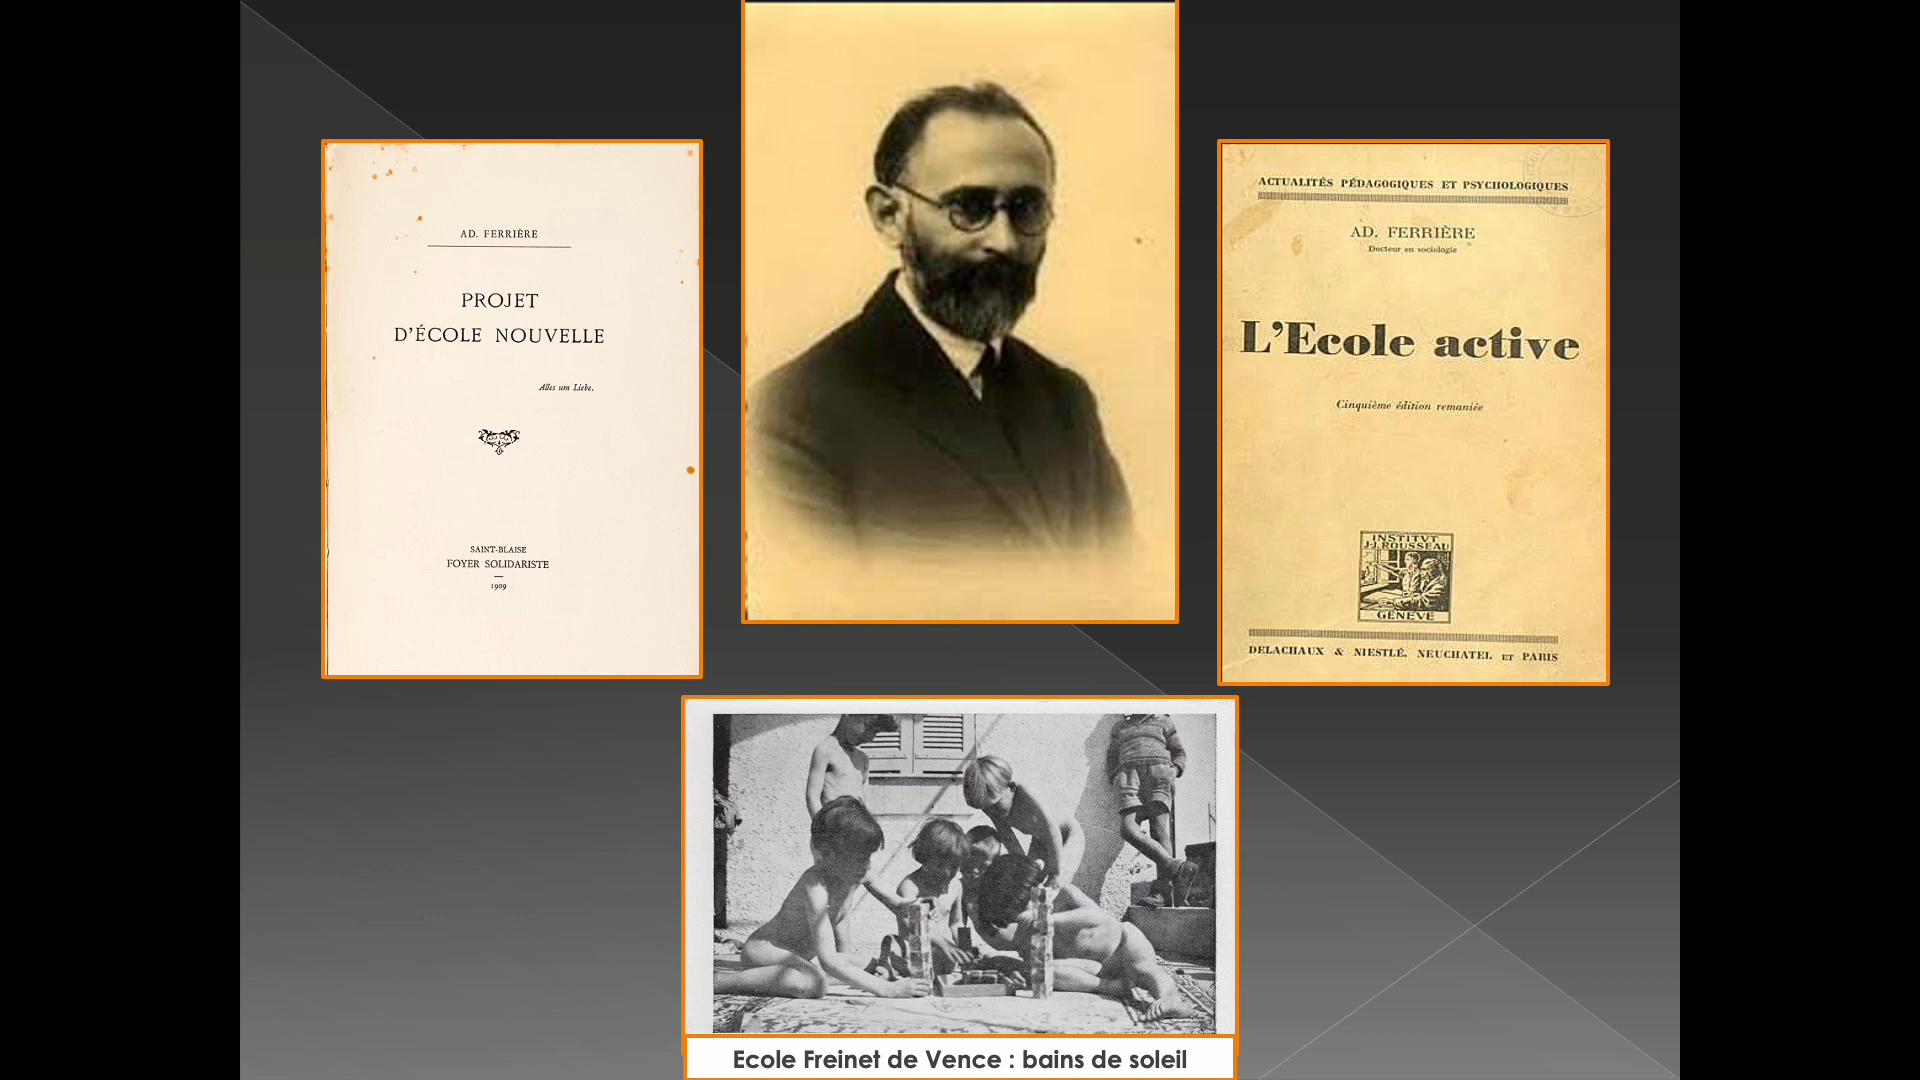 AD. FERRIÈRE
PROJET
D'ÉCOLE NOUVELLE
Alles um Liebe.
SAINT-BLAISE
FOYER SOLIDARISTE
1909
ACTUALITÉS PÉDAGOGIQUES ET PSYCHOLOGIQUES
AD. FERRIÈRE
Docteur en sociologie
L'Ecole active
Cinquième édition remaniée
INSTITVT
J·J·ROUSSEAU
GENÈVE
DELACHAUX & NIESTLÉ. NEUCHATEL ET PARIS
Ecole Freinet de Vence : bains de soleil